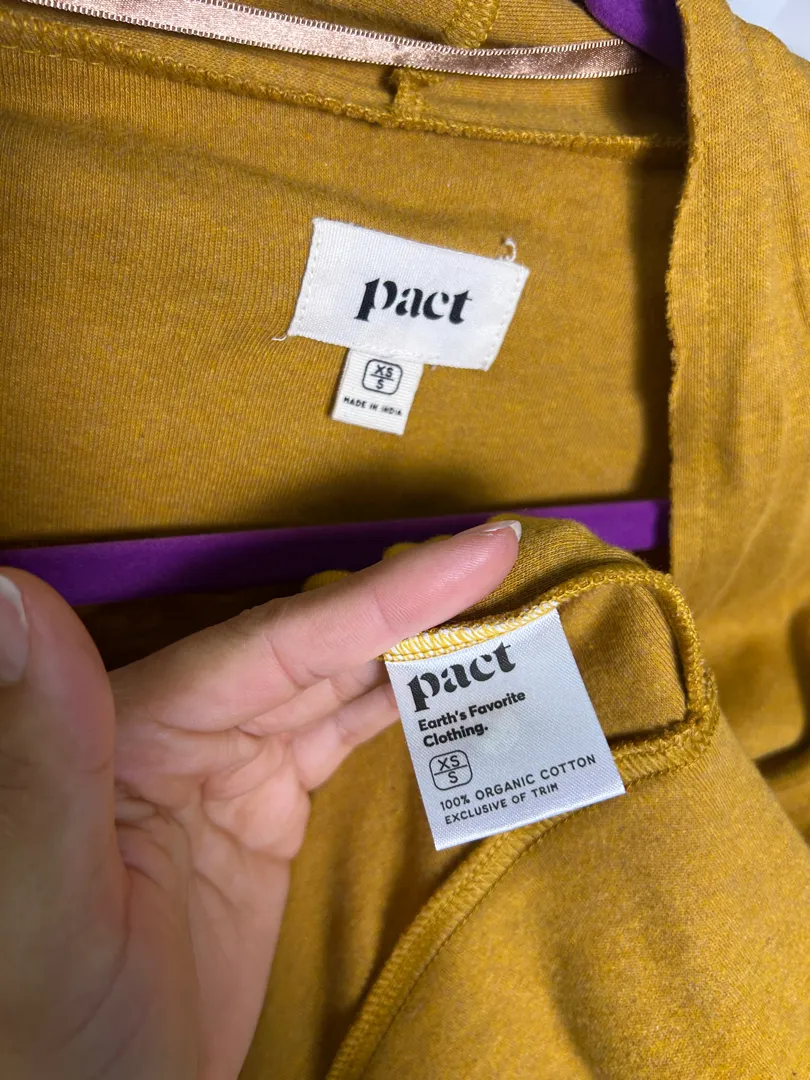 pact
XS
S
MADE IN INDIA
pact
Earth's Favorite
Clothing.
XS
S
100% ORGANIC COTTON
EXCLUSIVE OF TRIM